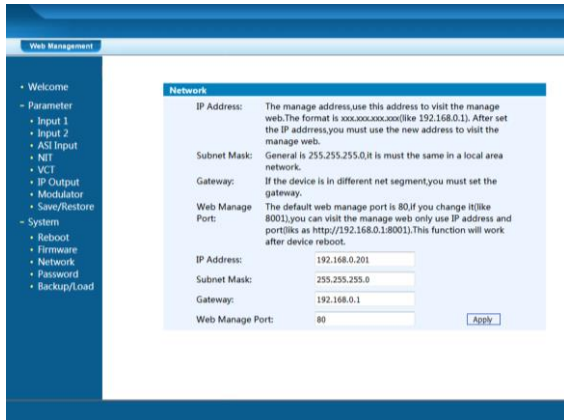 Web Management
• Welcome
− Parameter
• Input 1
• Input 2
• ASI Input
• NIT
• VCT
• IP Output
• Modulator
• Save/Restore
− System
• Reboot
• Firmware
• Network
• Password
• Backup/Load
Network
IP Address: The manage address,use this address to visit the manage
web.The format is xxx.xxx.xxx.xxx(like 192.168.0.1). After set
the IP addrress,you must use the new address to visit the
manage web.
Subnet Mask: General is 255.255.255.0,it is must the same in a local area
network.
Gateway: If the device is in different net segment,you must set the
gateway.
Web Manage The default web manage port is 80,if you change it(like
Port: 8001),you can visit the manage web only use IP address and
port(liks as http://192.168.0.1:8001).This function will work
after device reboot.
IP Address: 192.168.0.201
Subnet Mask: 255.255.255.0
Gateway: 192.168.0.1
Web Manage Port: 80 Apply